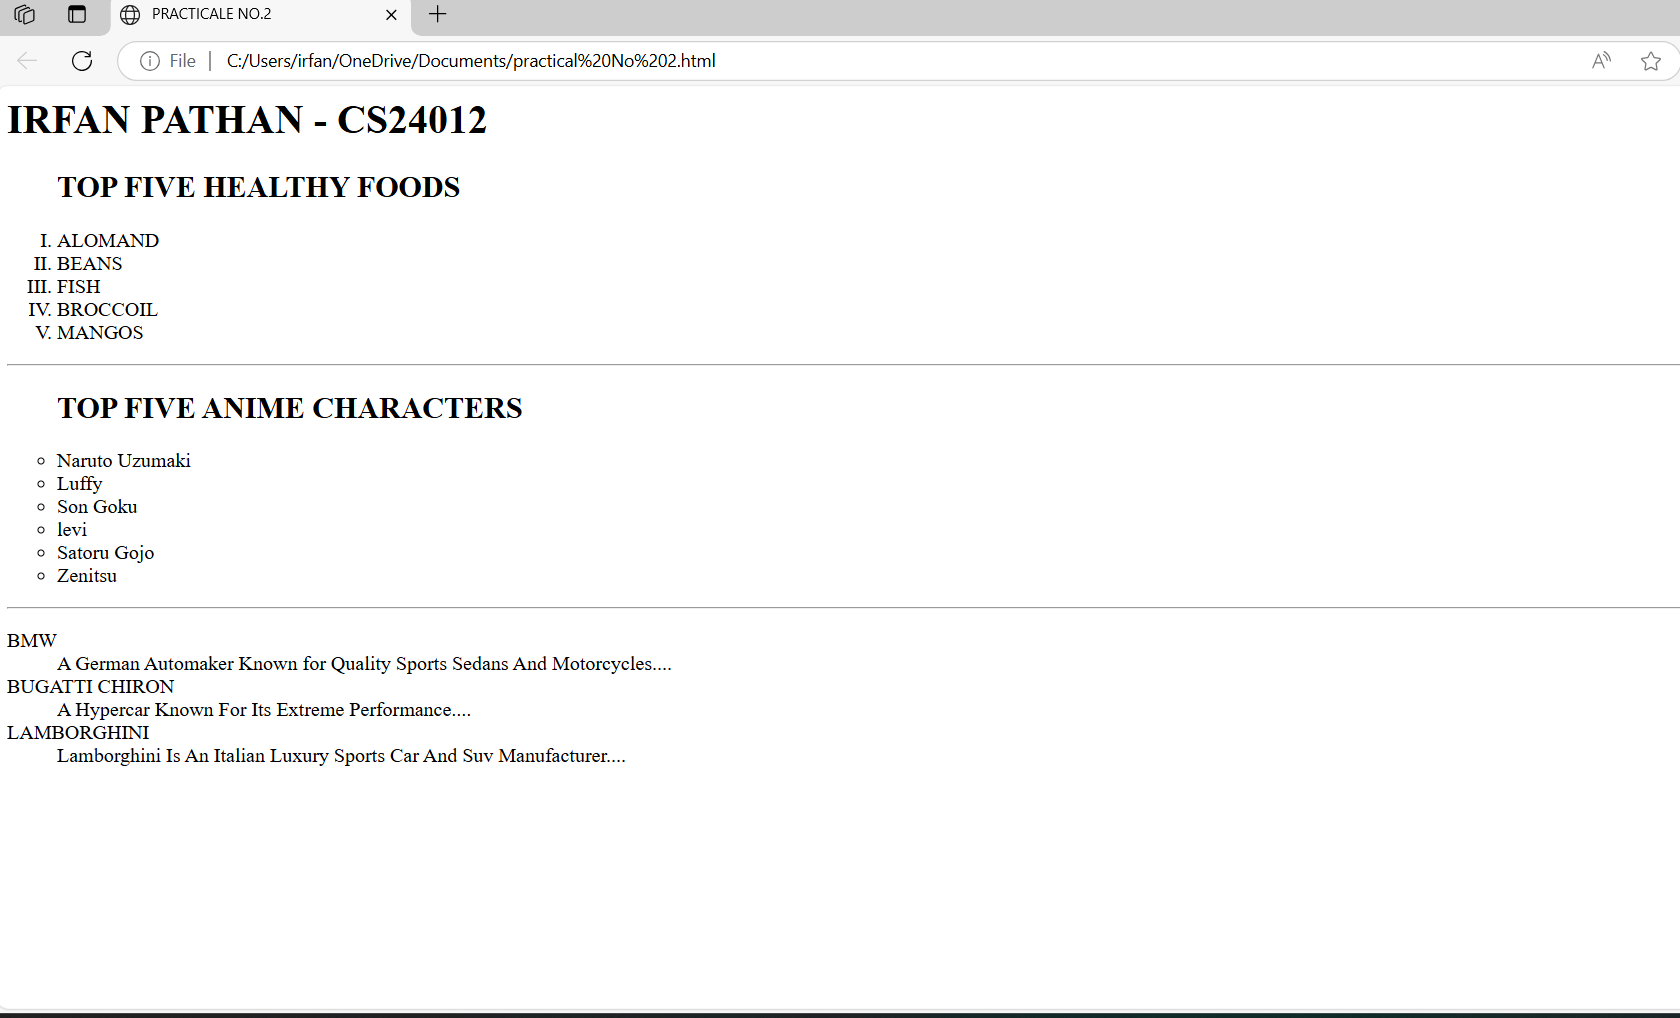 PRACTICALE NO.2
File | C:/Users/irfan/OneDrive/Documents/practical%20No%202.html
IRFAN PATHAN - CS24012
TOP FIVE HEALTHY FOODS
I. ALOMAND
II. BEANS
III. FISH
IV. BROCCOIL
V. MANGOS
TOP FIVE ANIME CHARACTERS
Naruto Uzumaki
Luffy
Son Goku
levi
Satoru Gojo
Zenitsu
BMW
A German Automaker Known for Quality Sports Sedans And Motorcycles....
BUGATTI CHIRON
A Hypercar Known For Its Extreme Performance....
LAMBORGHINI
Lamborghini Is An Italian Luxury Sports Car And Suv Manufacturer....